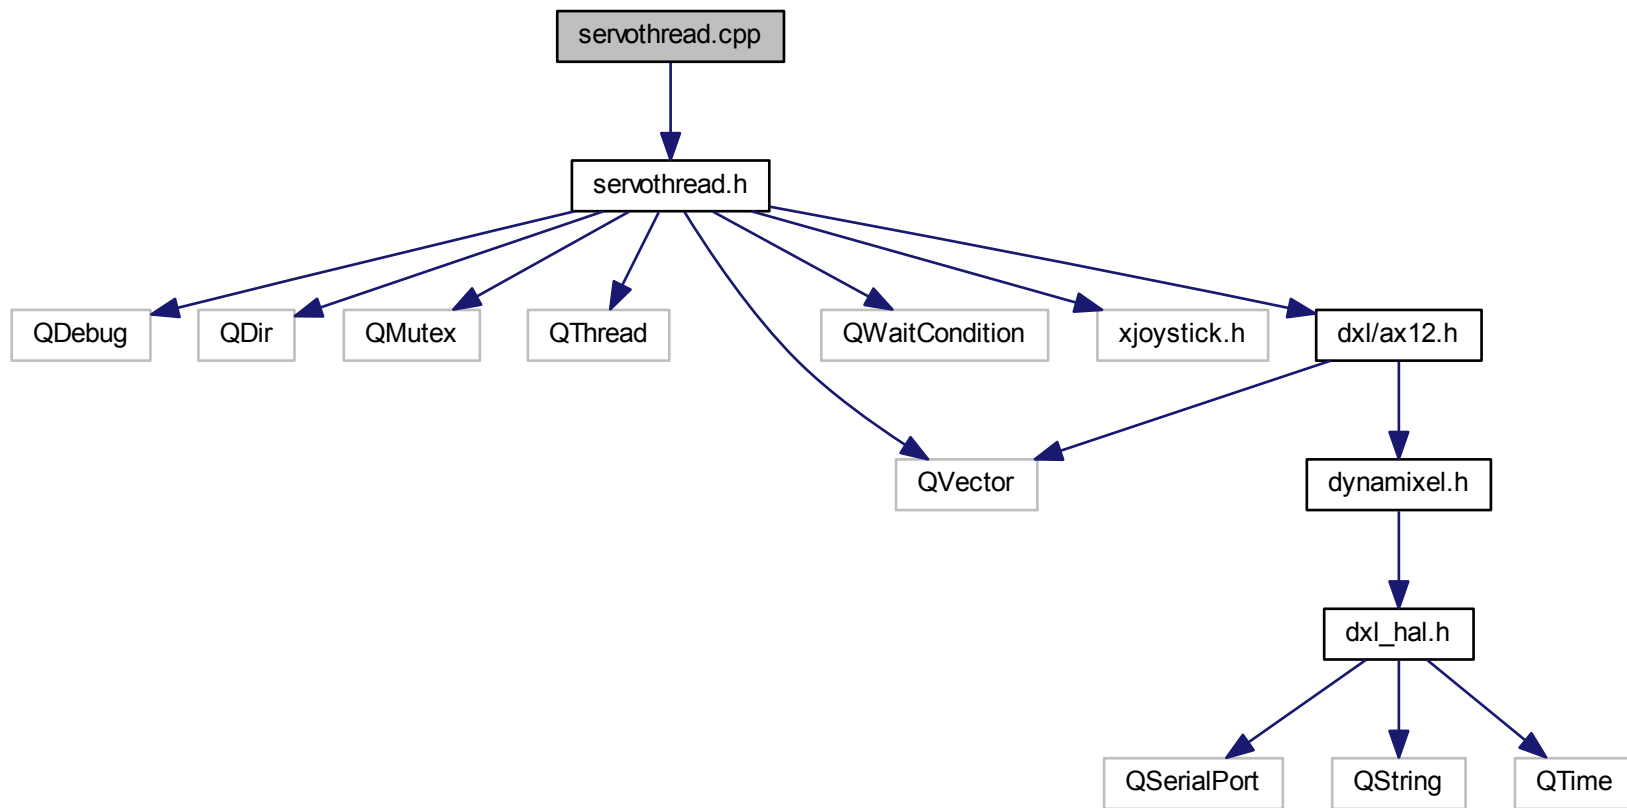 servothread.cpp
servothread.h
QDebug
QDir
QMutex
QThread
QWaitCondition
xjoystick.h
dxl/ax12.h
QVector
dynamixel.h
dxl_hal.h
QSerialPort
QString
QTime